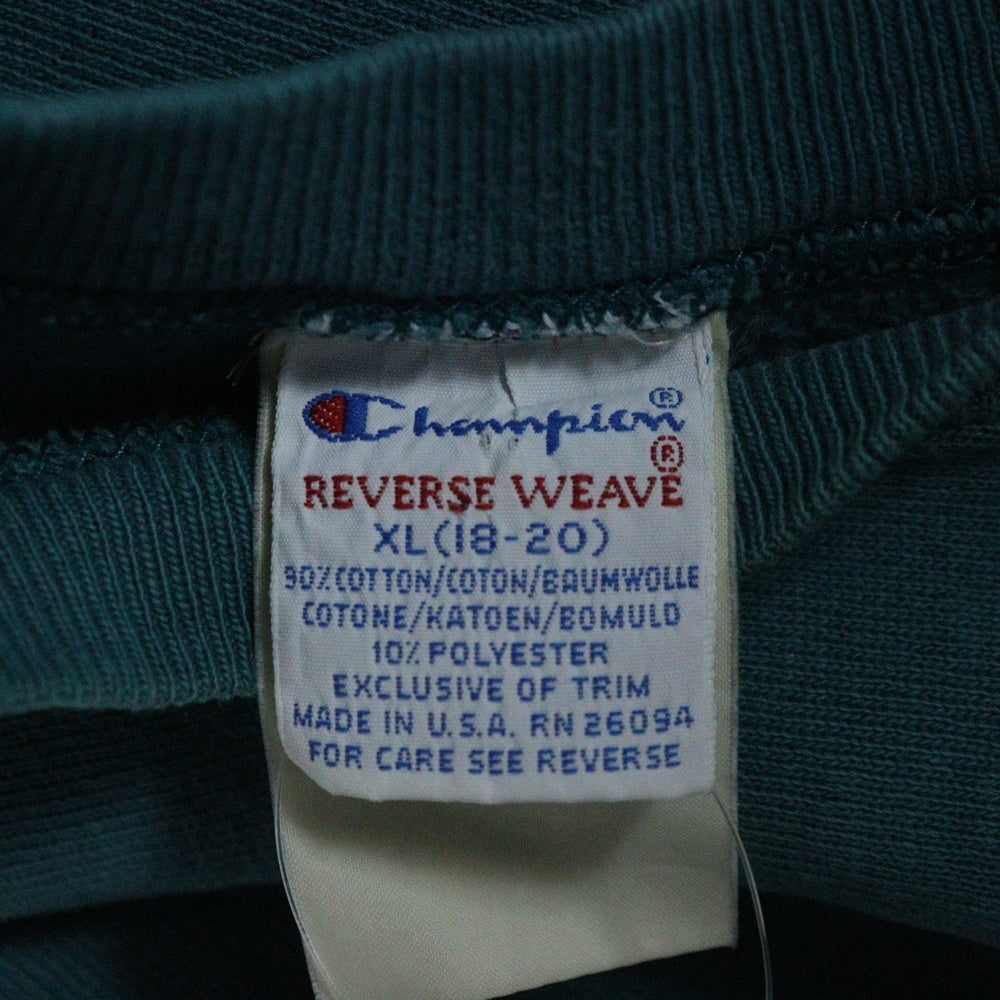 Champion®
REVERSE WEAVE®
XL(18-20)
90% COTTON/COTON/BAUMWOLLE
COTONE/KATOEN/BOMULD
10% POLYESTER
EXCLUSIVE OF TRIM
MADE IN U.S.A. RN 26094
FOR CARE SEE REVERSE